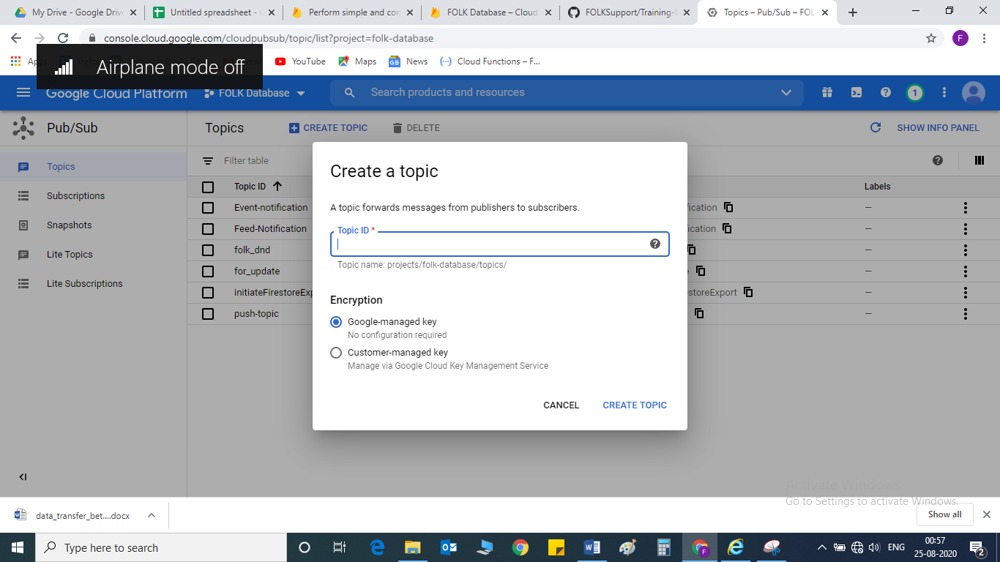 My Drive - Google Driv
Untitled spreadsheet -
Perform simple and con
FOLK Database – Cloud
FOLKSupport/Training-
Topics – Pub/Sub – FOL
console.cloud.google.com/cloudpubsub/topic/list?project=folk-database
YouTube
Maps
News
Cloud Functions – F...
Airplane mode off
Google Cloud Platform
FOLK Database
Search products and resources
1
Pub/Sub
Topics
CREATE TOPIC
DELETE
SHOW INFO PANEL
Topics
Subscriptions
Snapshots
Lite Topics
Lite Subscriptions
Filter table
Topic ID
Labels
Event-notification
ication
–
Feed-Notification
ication
–
folk_dnd
–
for_update
–
initiateFirestoreExp
storeExport
–
push-topic
–
Create a topic
A topic forwards messages from publishers to subscribers.
Topic ID *
Topic name: projects/folk-database/topics/
Encryption
Google-managed key
No configuration required
Customer-managed key
Manage via Google Cloud Key Management Service
CANCEL
CREATE TOPIC
Activate Windows
Go to Settings to activate Windows.
data_transfer_bet....docx
Show all
Type here to search
F
ENG
00:57
25-08-2020
2